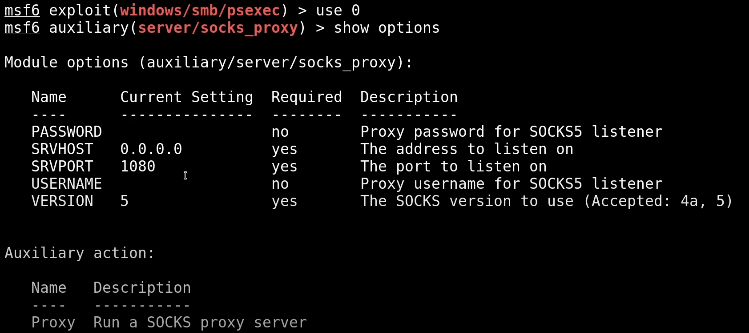 msf6 exploit(windows/smb/psexec) > use 0
msf6 auxiliary(server/socks_proxy) > show options
Module options (auxiliary/server/socks_proxy):
Name Current Setting Required Description
---- --------------- -------- -----------
PASSWORD no Proxy password for SOCKS5 listener
SRVHOST 0.0.0.0 yes The address to listen on
SRVPORT 1080 yes The port to listen on
USERNAME no Proxy username for SOCKS5 listener
VERSION 5 yes The SOCKS version to use (Accepted: 4a, 5)
Auxiliary action:
Name Description
---- -----------
Proxy Run a SOCKS proxy server